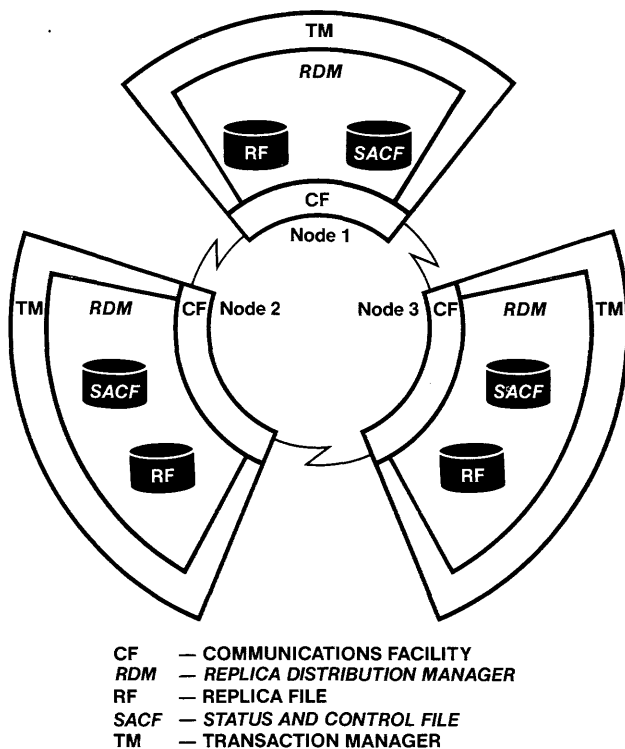 TM
RDM
RF
SACF
CF
Node 1
TM
RDM
CF
Node 2
SACF
RF
Node 3
CF
RDM
TM
SACF
RF
CF — COMMUNICATIONS FACILITY
RDM — REPLICA DISTRIBUTION MANAGER
RF — REPLICA FILE
SACF — STATUS AND CONTROL FILE
TM — TRANSACTION MANAGER